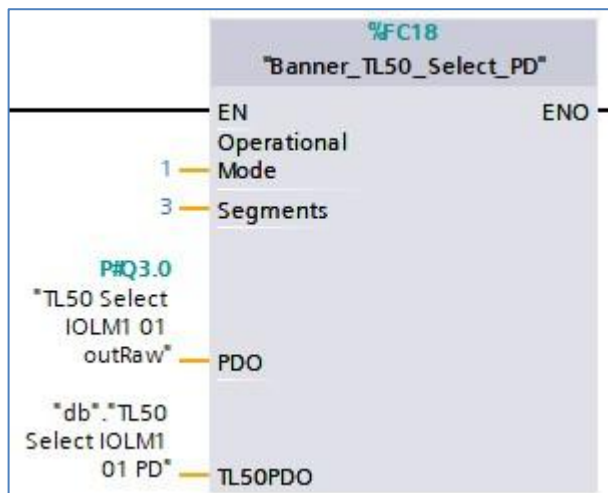 %FC18
"Banner_TL50_Select_PD"
EN
ENO
Operational
1
Mode
3
Segments
P#Q3.0
"TL50 Select
IOLM1 01
outRaw"
PDO
"db"."TL50
Select IOLM1
01 PD"
TL50PDO